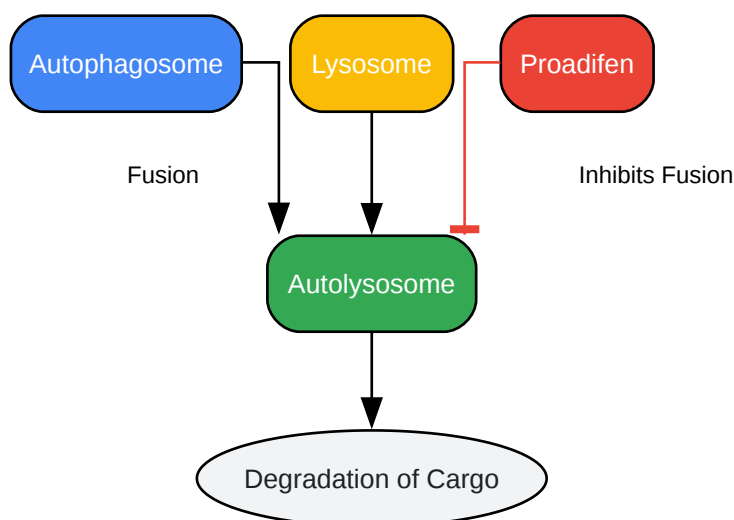 Autophagosome
Lysosome
Proadifen
Fusion
Inhibits Fusion
Autolysosome
Degradation of Cargo